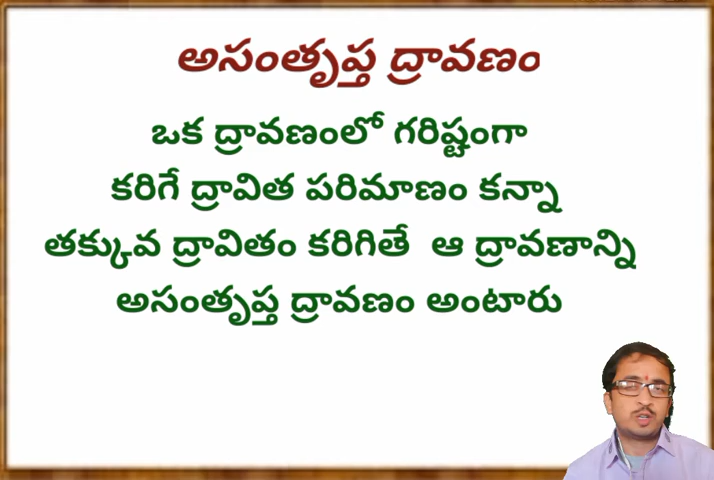 అసంతృప్త ద్రావణం
ఒక ద్రావణంలో గరిష్టంగా
కరిగే ద్రావిత పరిమాణం కన్నా
తక్కువ ద్రావితం కరిగితే ఆ ద్రావణాన్ని
అసంతృప్త ద్రావణం అంటారు